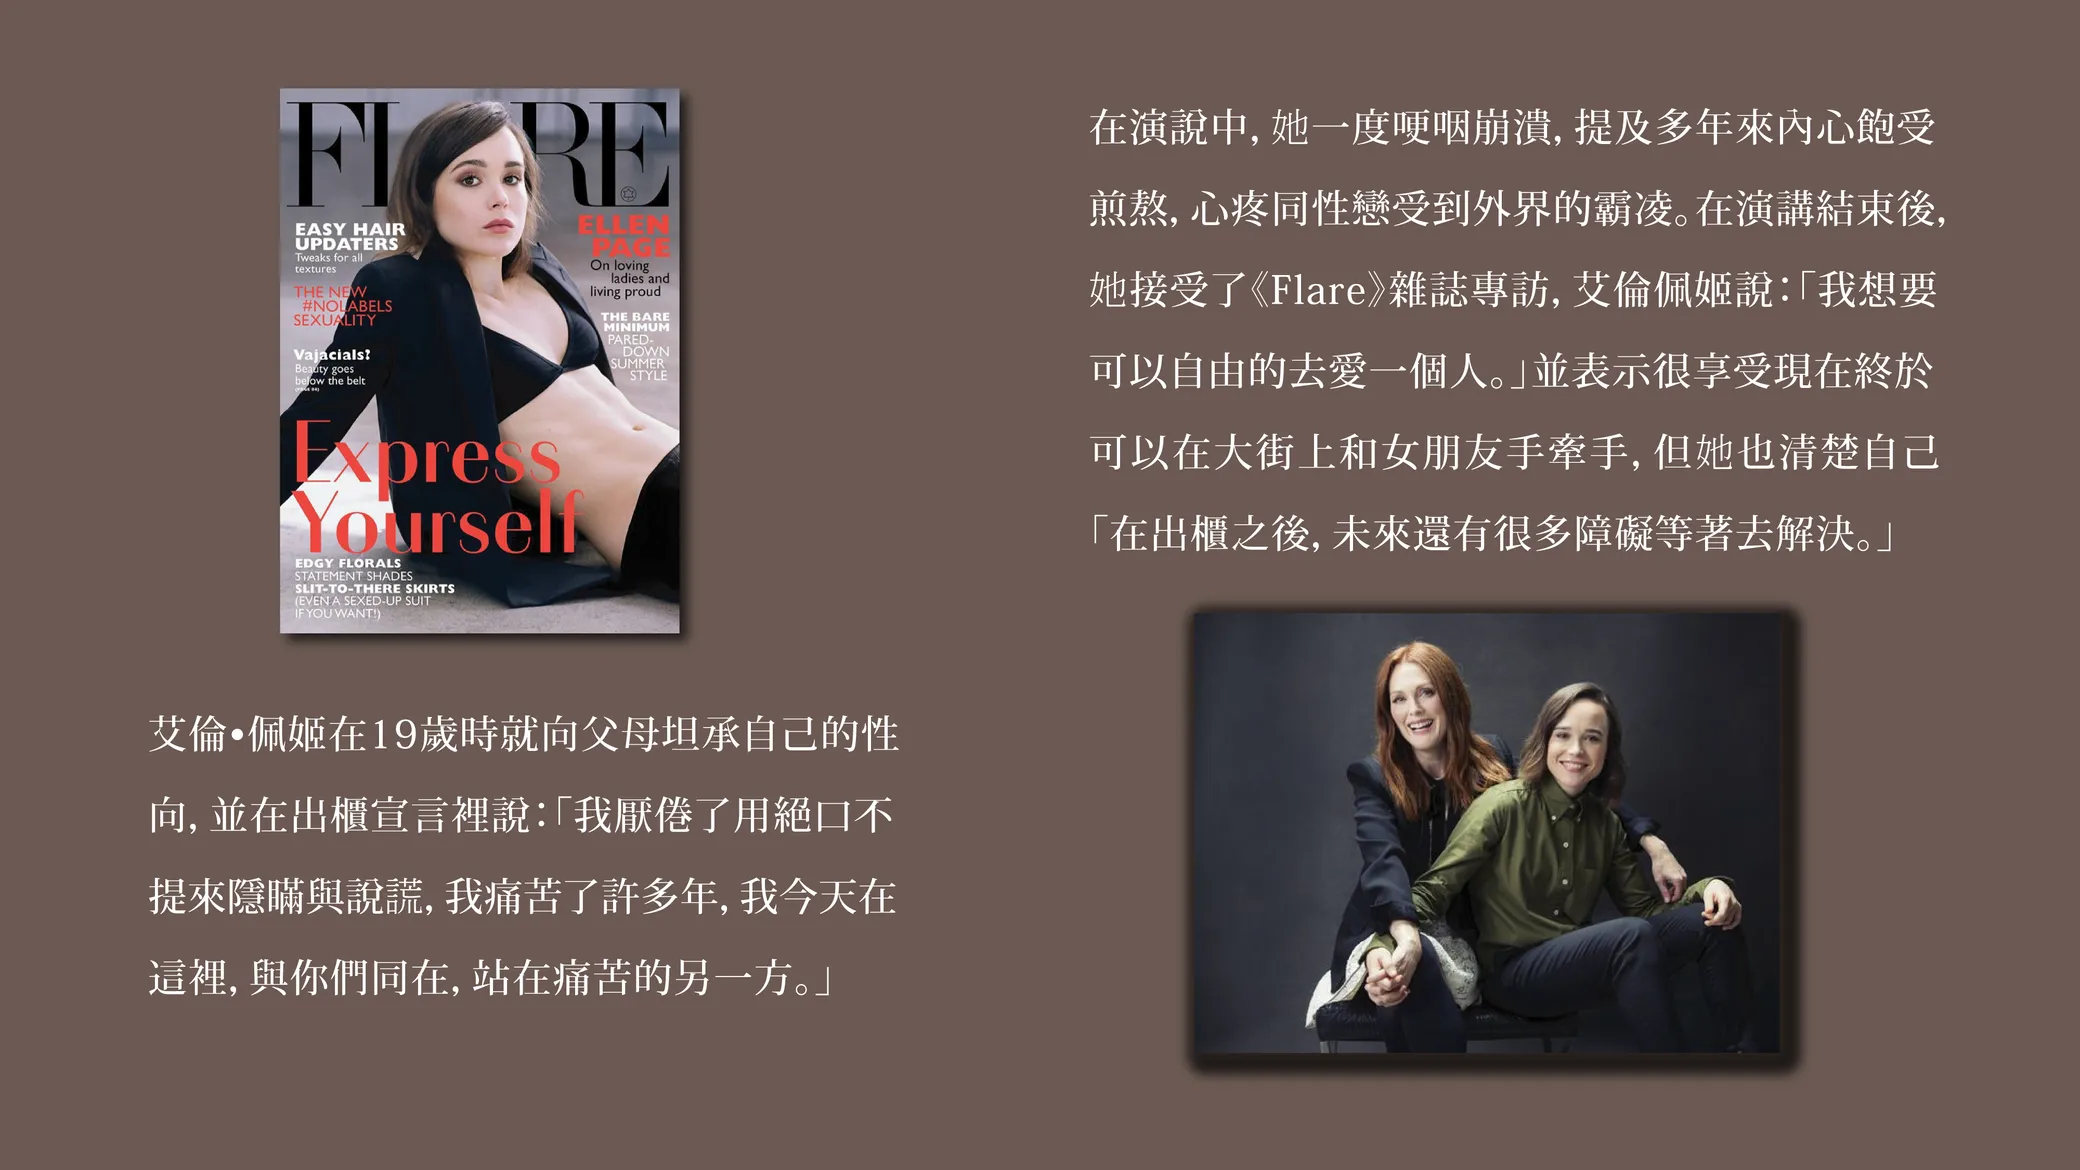 FLARE
EASY HAIR
UPDATERS
Tweaks for all
textures
THE NEW
#NOLABELS
SEXUALITY
Vajacials?
Beauty goes
below the belt
(PAGE 94)
ELLEN
PAGE
On loving
ladies and
living proud
THE BARE
MINIMUM
PARED-
DOWN
SUMMER
STYLE
Express
Yourself
EDGY FLORALS
STATEMENT SHADES
SLIT-TO-THERE SKIRTS
(EVEN A SEXED-UP SUIT
IF YOU WANT!)
艾倫•佩姬在19歲時就向父母坦承自己的性
向, 並在出櫃宣言裡說:「我厭倦了用絕口不
提來隱瞞與說謊, 我痛苦了許多年, 我今天在
這裡, 與你們同在, 站在痛苦的另一方。」
在演說中, 她一度哽咽崩潰, 提及多年來內心飽受
煎熬, 心疼同性戀受到外界的霸凌。在演講結束後,
她接受了《Flare》雜誌專訪, 艾倫佩姬說:「我想要
可以自由的去愛一個人。」並表示很享受現在終於
可以在大街上和女朋友手牽手, 但她也清楚自己
「在出櫃之後, 未來還有很多障礙等著去解決。」